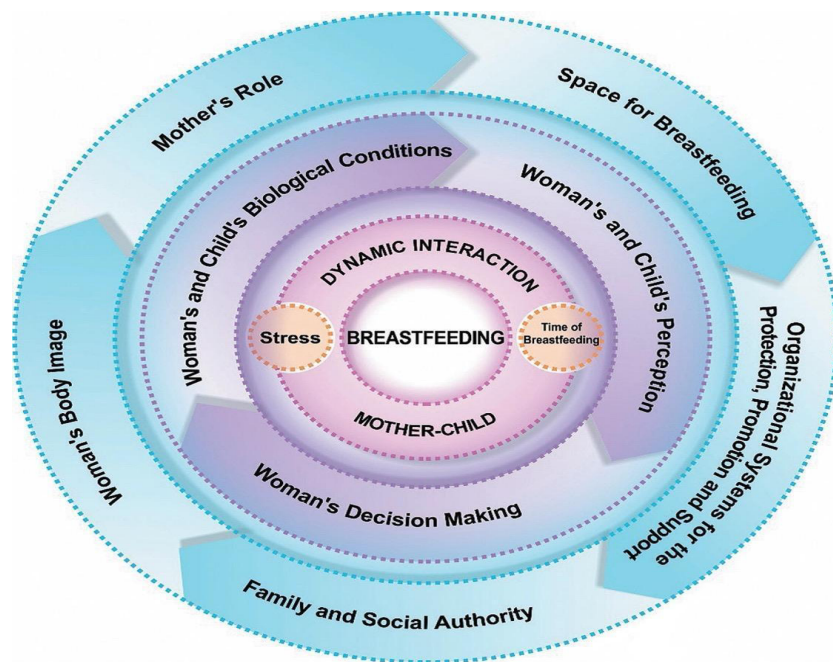 Mother's Role
Space for Breastfeeding
Organizational Systems for the
Protection, Promotion and Support
Family and Social Authority
Woman's Body Image
Woman's and Child's Biological Conditions
Woman's and Child's Perception
Woman's Decision Making
DYNAMIC INTERACTION
Stress
BREASTFEEDING
Time of
Breastfeeding
MOTHER-CHILD